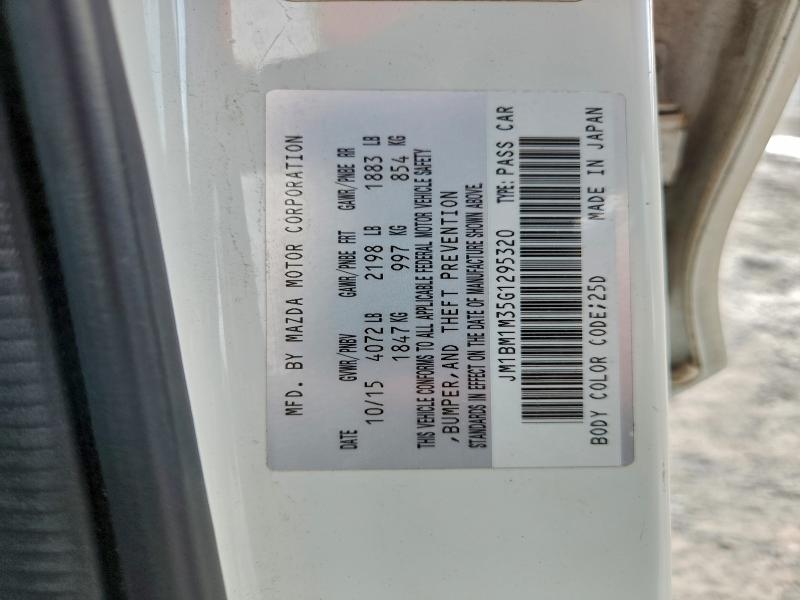 MFD. BY MAZDA MOTOR CORPORATION
DATE GVWR/PNBV GAWR/PNBE FRT GAWR/PNBE RR
10/15 4072 LB 2198 LB 1883 LB
1847 KG 997 KG 854 KG
THIS VEHICLE CONFORMS TO ALL APPLICABLE FEDERAL MOTOR VEHICLE SAFETY
,BUMPER,AND THEFT PREVENTION
STANDARDS IN EFFECT ON THE DATE OF MANUFACTURE SHOWN ABOVE
JM1BM1M35G1295320 TYPE: PASS CAR
BODY COLOR CODE;25D MADE IN JAPAN